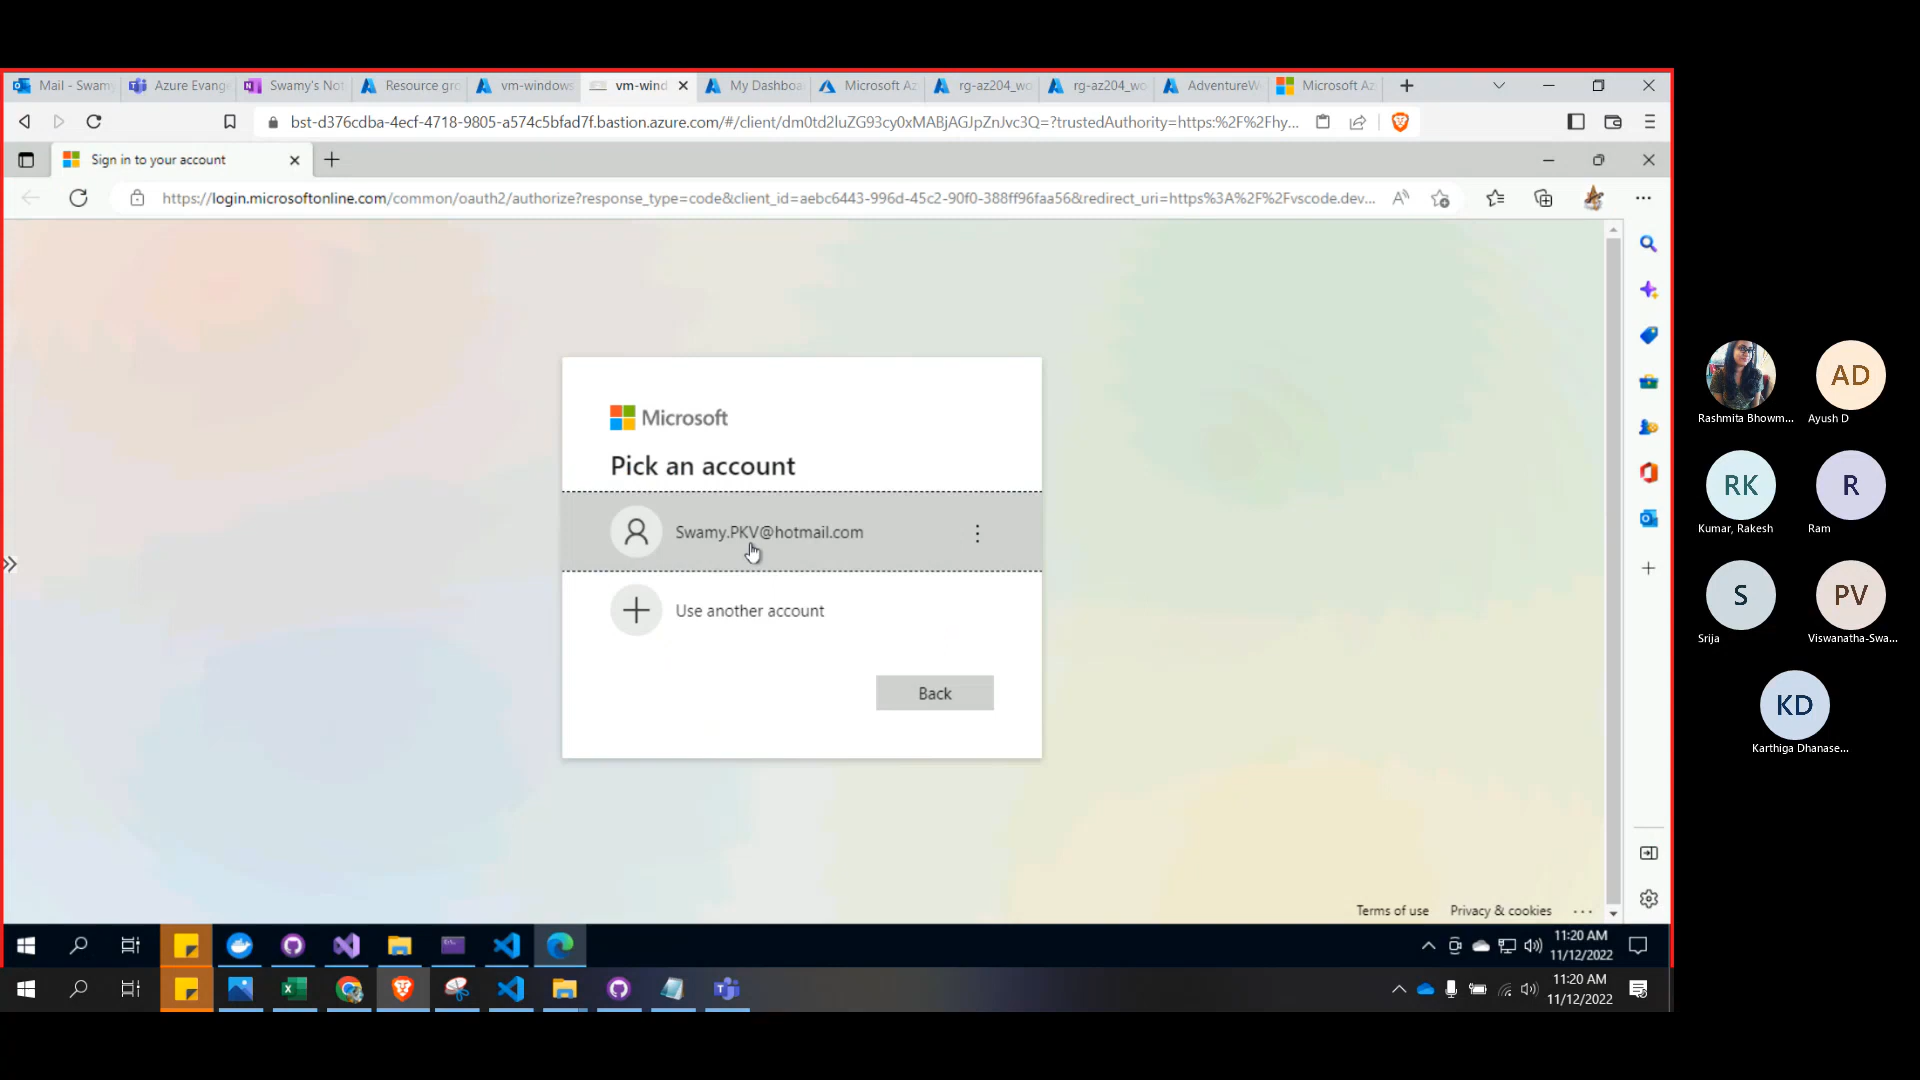 Mail - Swamy
Azure Evang
Swamy's Not
Resource gro
vm-windows
vm-wind
My Dashboa
Microsoft Az
rg-az204_wo
rg-az204_wo
AdventureW
Microsoft Az
bst-d376cdba-4ecf-4718-9805-a574c5bfad7f.bastion.azure.com/#/client/dm0td2luZG93cy0xMABjAGJpZnJvc3Q=?trustedAuthority=https:%2F%2Fhy...
Sign in to your account
https://login.microsoftonline.com/common/oauth2/authorize?response_type=code&client_id=aebc6443-996d-45c2-90f0-388ff96faa56&redirect_uri=https%3A%2F%2Fvscode.dev...
Microsoft
Pick an account
Swamy.PKV@hotmail.com
Use another account
Back
Terms of use
Privacy & cookies
11:20 AM
11/12/2022
11:20 AM
11/12/2022
Rashmita Bhowm...
AD
Ayush D
RK
Kumar, Rakesh
R
Ram
S
Srija
PV
Viswanatha-Swa...
KD
Karthiga Dhanase...